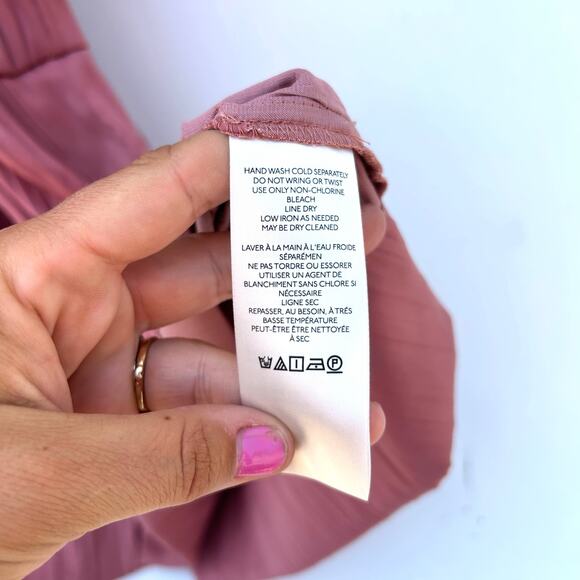 HAND WASH COLD SEPARATELY
DO NOT WRING OR TWIST
USE ONLY NON-CHLORINE
BLEACH
LINE DRY
LOW IRON AS NEEDED
MAY BE DRY CLEANED
LAVER À LA MAIN À L'EAU FROIDE
SÉPARÉMEN
NE PAS TORDRE OU ESSORER
UTILISER UN AGENT DE
BLANCHIMENT SANS CHLORE SI
NÉCESSAIRE
LIGNE SEC
REPASSER, AU BESOIN, À TRÉS
BASSE TEMPÉRATURE
PEUT-ÊTRE ÊTRE NETTOYÉE
À SEC